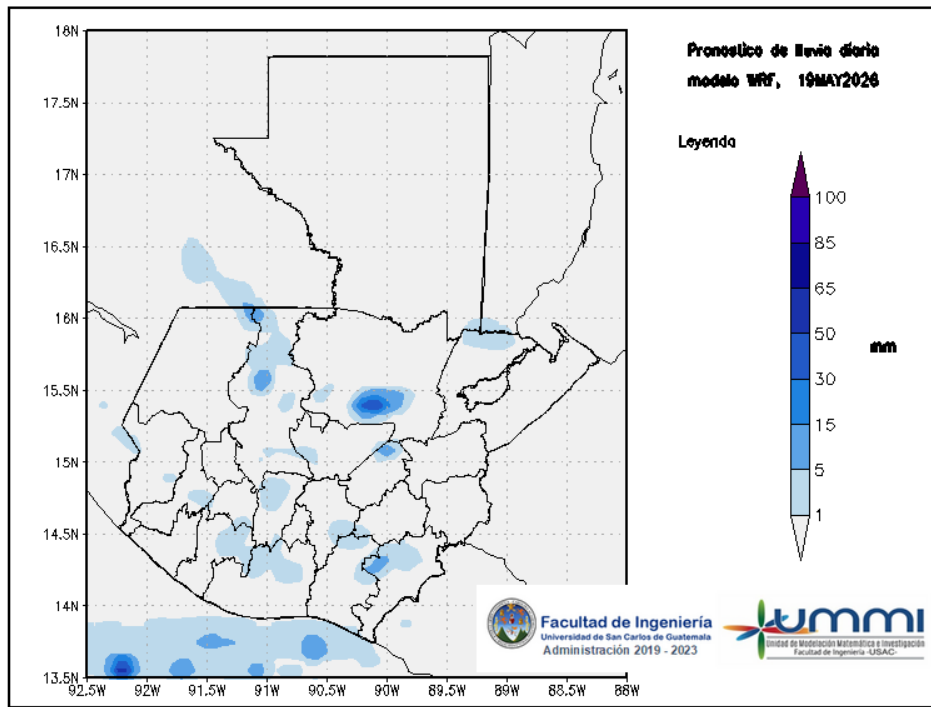 Pronostico de lluvia diaria
modelo WRF, 19MAY2026
Leyenda
100
85
65
50
30
15
5
1
mm
18N
17.5N
17N
16.5N
16N
15.5N
15N
14.5N
14N
13.5N
92.5W 92W 91.5W 91W 90.5W 90W 89.5W 89W 88.5W 88W
Facultad de Ingeniería
Universidad de San Carlos de Guatemala
Administración 2019 - 2023
UMMI
Unidad de Modelación Matemática e Investigación
Facultad de Ingeniería -USAC-